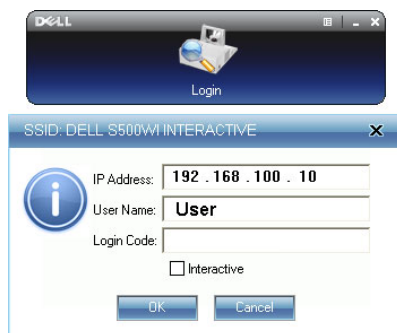 DELL
Login
SSID: DELL S500WI INTERACTIVE
IP Address: 192 . 168 . 100 . 10
User Name: User
Login Code:
Interactive
OK Cancel